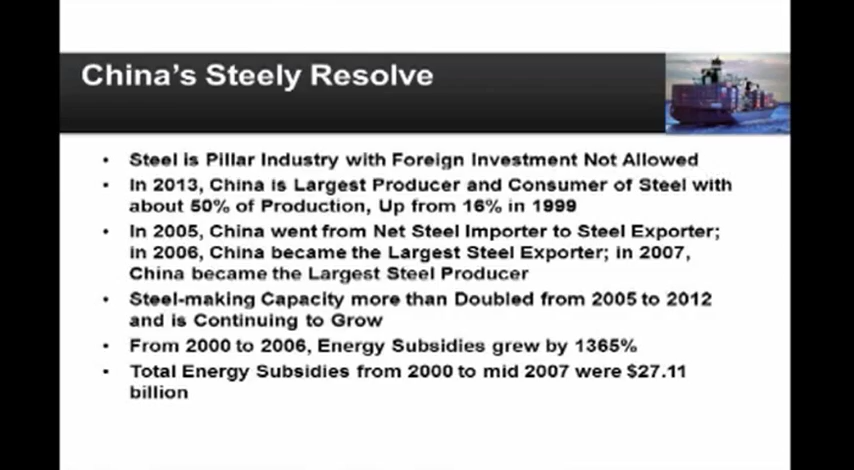 China's Steely Resolve
• Steel is Pillar Industry with Foreign Investment Not Allowed
• In 2013, China is Largest Producer and Consumer of Steel with
about 50% of Production, Up from 16% in 1999
• In 2005, China went from Net Steel Importer to Steel Exporter;
in 2006, China became the Largest Steel Exporter; in 2007,
China became the Largest Steel Producer
• Steel-making Capacity more than Doubled from 2005 to 2012
and is Continuing to Grow
• From 2000 to 2006, Energy Subsidies grew by 1365%
• Total Energy Subsidies from 2000 to mid 2007 were $27.11
billion